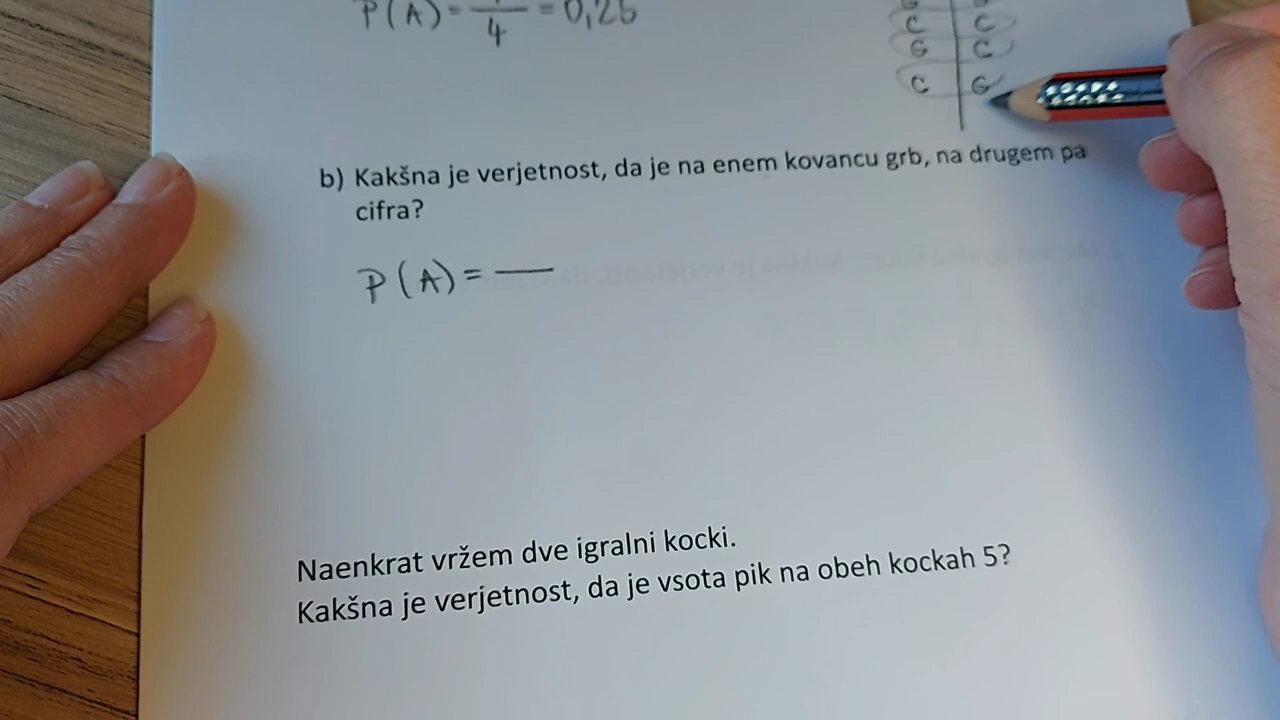 P(A) = 1/4 = 0,25
C C
G C
C G
b) Kakšna je verjetnost, da je na enem kovancu grb, na drugem pa
cifra?
P(A) = —
Naenkrat vržem dve igralni kocki.
Kakšna je verjetnost, da je vsota pik na obeh kockah 5?